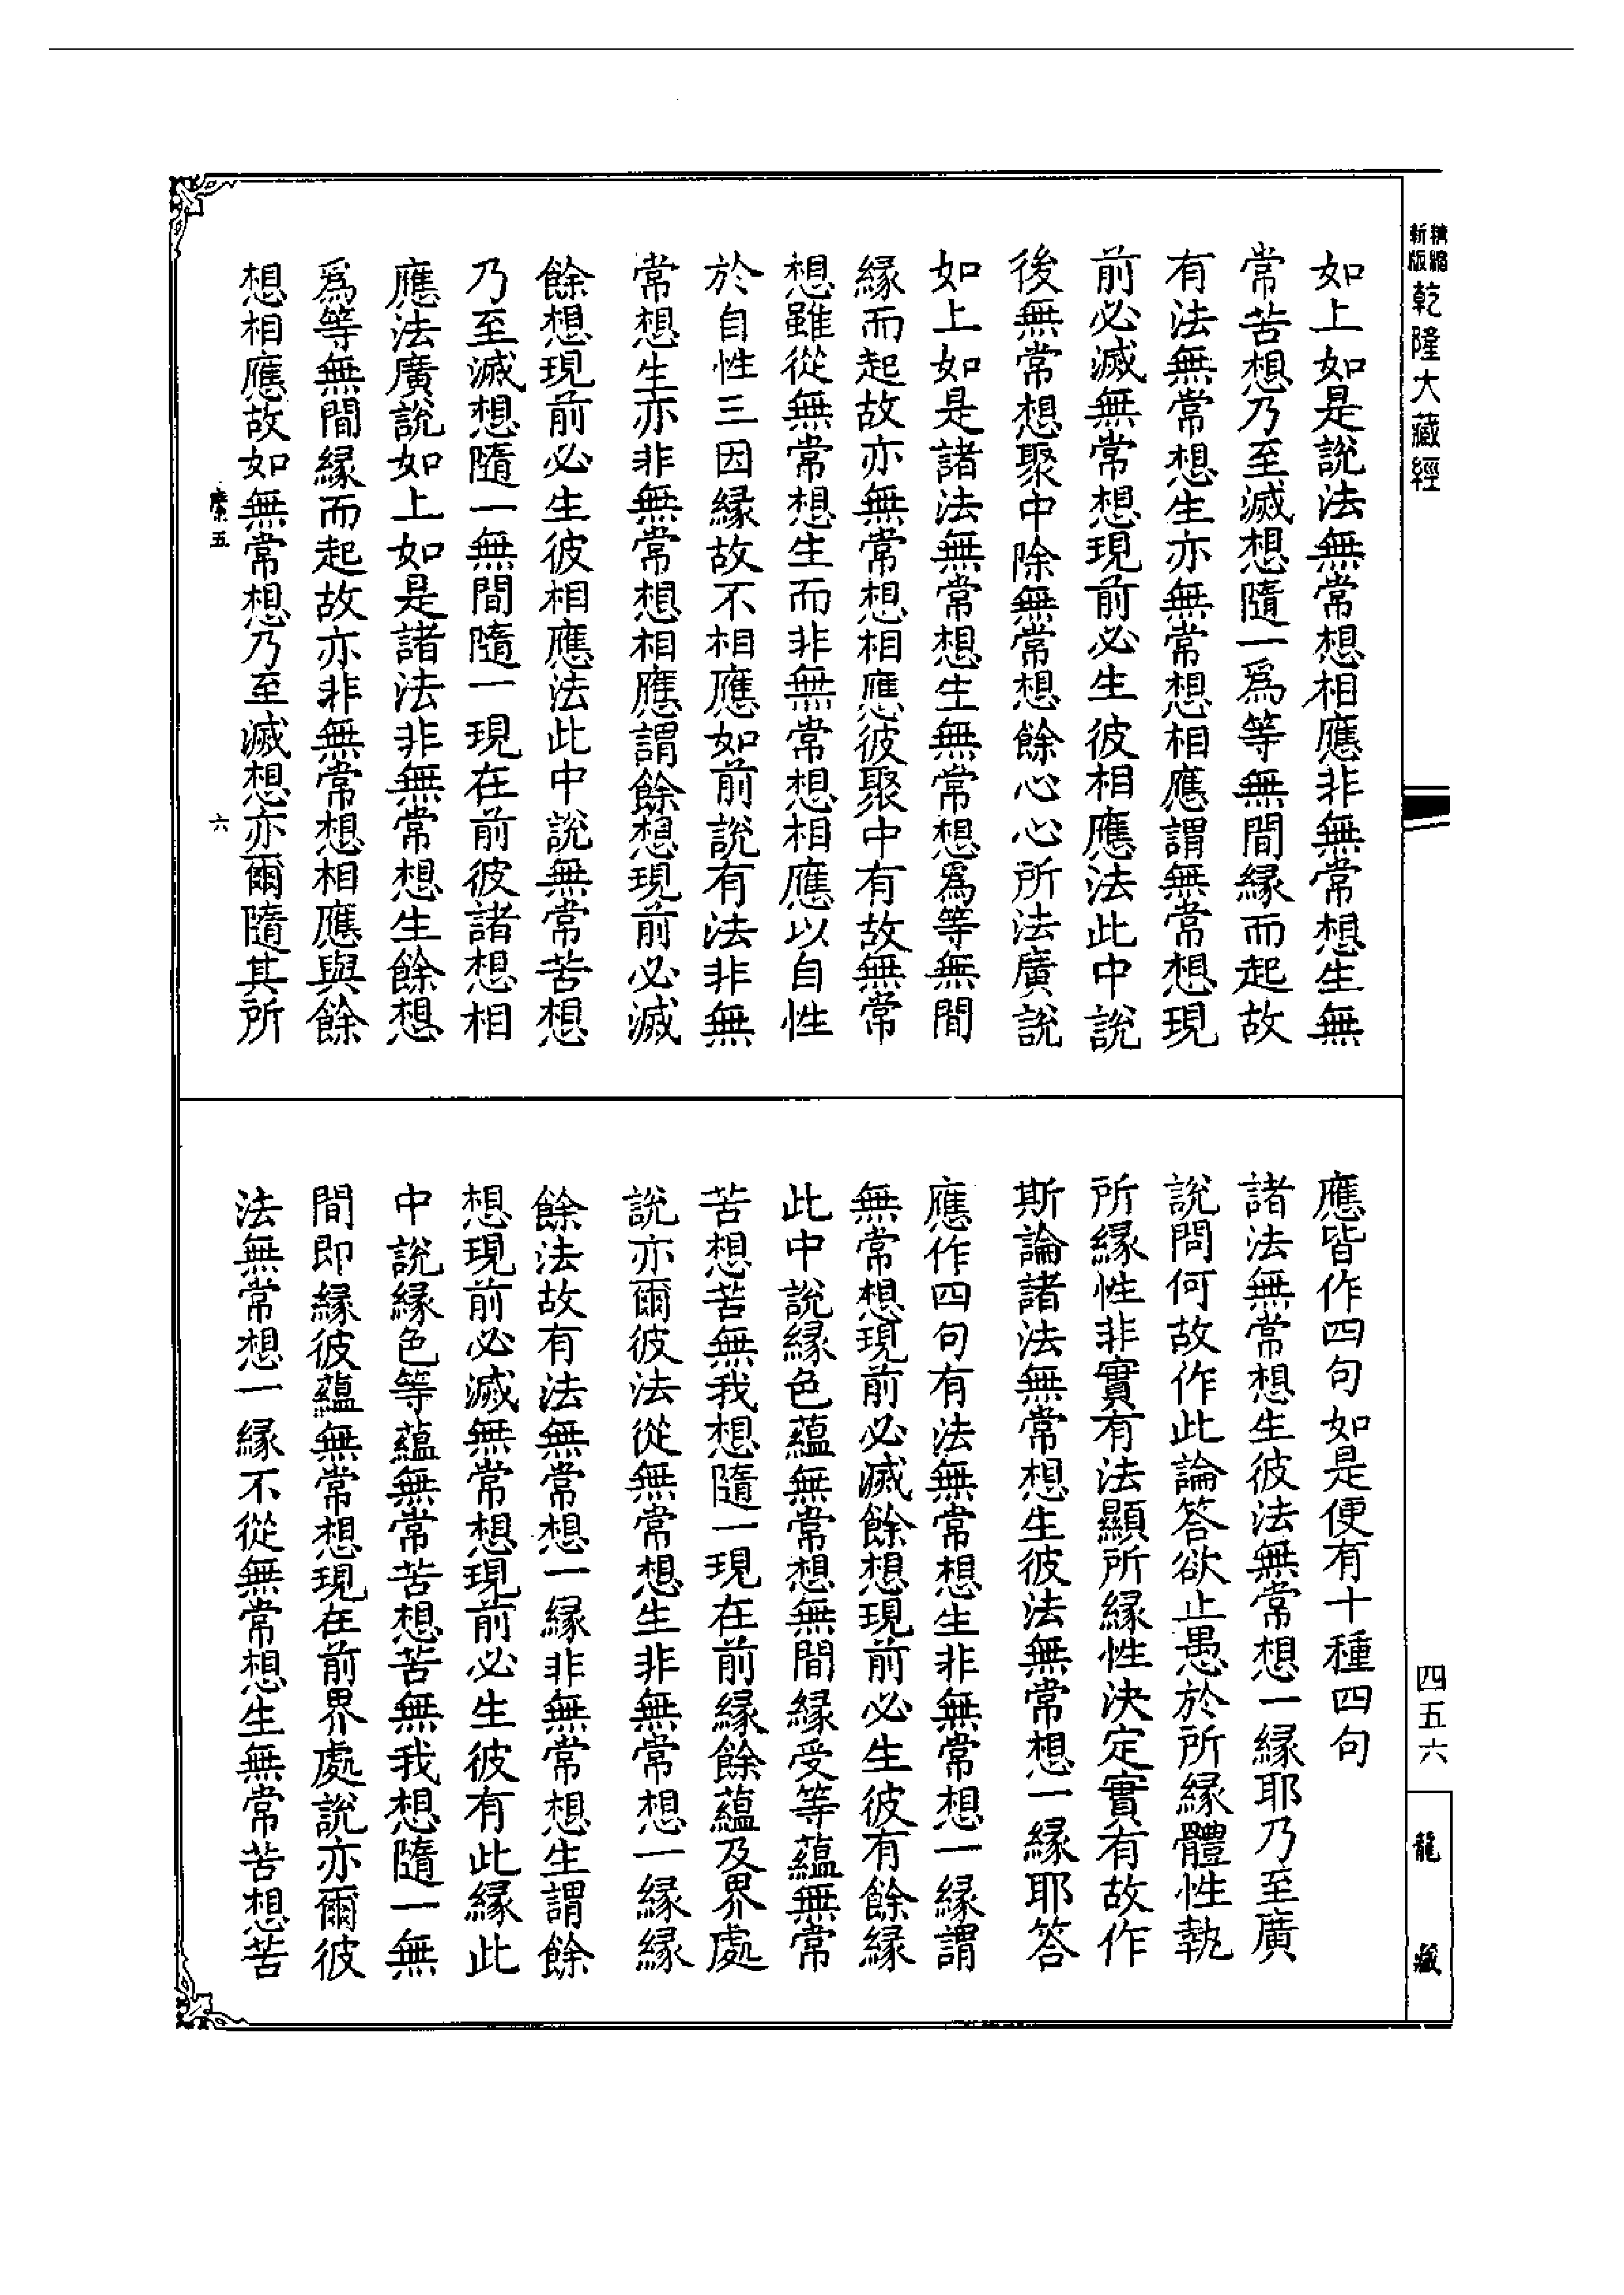 精縮
新版
乾隆大藏經
如上如是說法無常想相應非無常想生無
常苦想乃至滅想隨一爲等無間緣而起故
有法無常想生亦無常想相應謂無常想現
前必滅無常想現前必生彼相應法此中說
後無常想聚中除無常想餘心心所法廣說
如上如是諸法無常想生無常想爲等無間
緣而起故亦無常想相應彼聚中有故無常
想雖從無常想生而非無常想相應以自性
於自性三因緣故不相應如前說有法非無
常想生亦非無常想相應謂餘想現前必滅
餘想現前必生彼相應法此中說無常苦想
乃至滅想隨一無間隨一現在前彼諸想相
應法廣說如上如是諸法非無常想生餘想
爲等無間緣而起故亦非無常想相應與餘
想相應故如無常想乃至滅想亦爾隨其所
六
應皆作四句如是便有十種四句
諸法無常想生彼法無常想一緣耶乃至廣
說問何故作此論答欲止愚於所緣體性執
所緣性非實有法顯所緣性決定實有故作
斯論諸法無常想生彼法無常想一緣耶答
應作四句有法無常想生非無常想一緣謂
無常想現前必滅餘想現前必生彼有餘緣
此中說緣色蘊無常想無間緣受等蘊無常
苦想苦無我想隨一現在前緣餘蘊及界處
說亦爾彼法從無常想生非無常想一緣緣
餘法故有法無常想一緣非無常想生謂餘
想現前必滅無常想現前必生彼有此緣此
中說緣色等蘊無常苦想苦無我想隨一無
間即緣彼蘊無常想現在前界處說亦爾彼
法無常想一緣不從無常想生無常苦想苦
四五六
龍藏